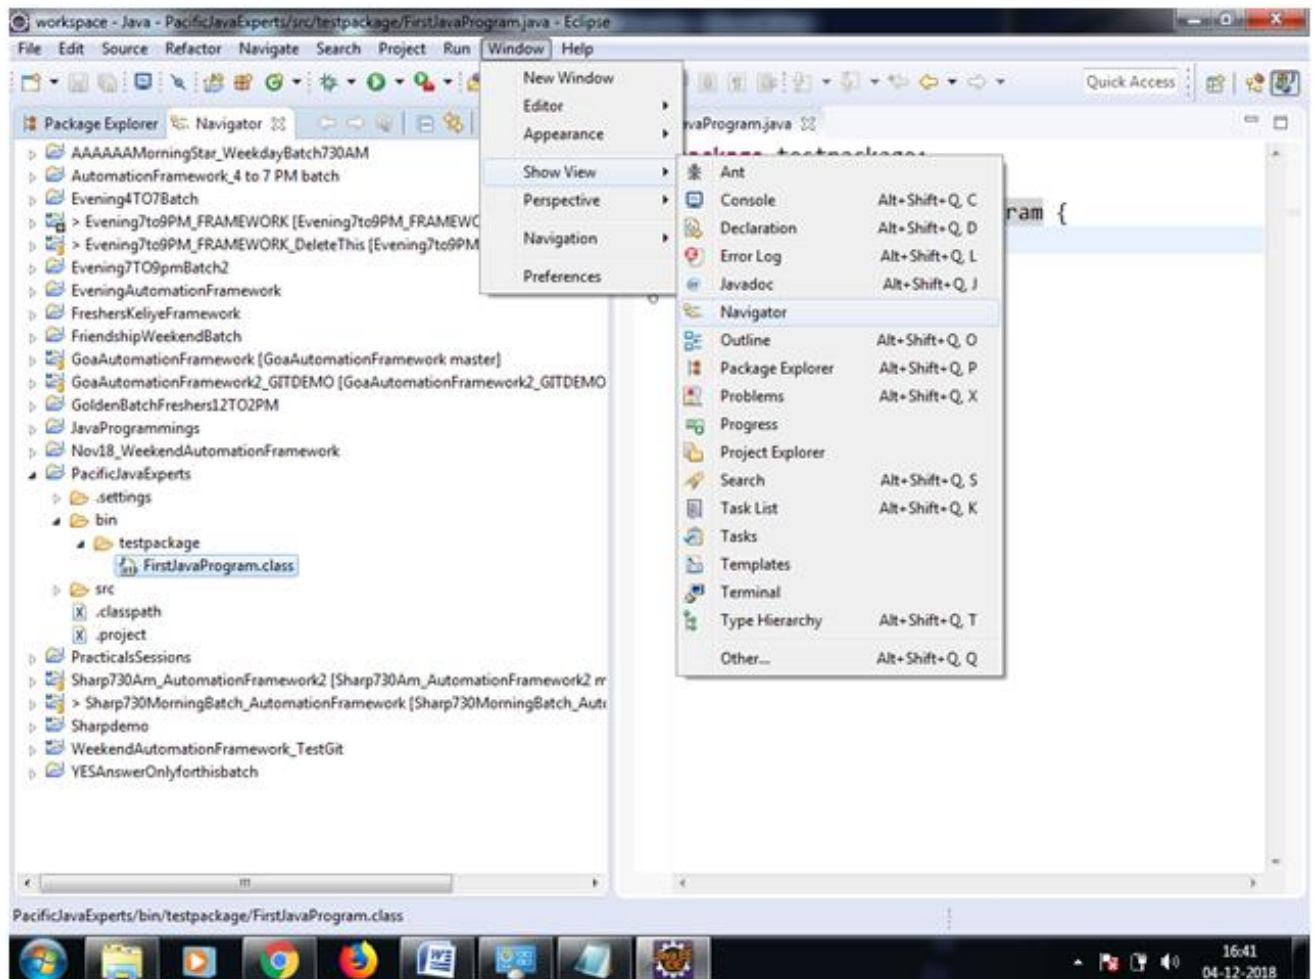 workspace - Java - PacificJavaExperts/src/testpackage/FirstJavaProgram.java - Eclipse
File Edit Source Refactor Navigate Search Project Run Window Help
Quick Access
New Window
Editor
Appearance
Show View
Perspective
Navigation
Preferences
Package Explorer Navigator
AAAAAAMorningStar_WeekdayBatch730AM
AutomationFramework_4 to 7 PM batch
Evening4TO7Batch
> Evening7to9PM_FRAMEWORK [Evening7to9PM_FRAMEWC
> Evening7to9PM_FRAMEWORK_DeleteThis [Evening7to9PM
Evening7TO9pmBatch2
EveningAutomationFramework
FreshersKeliyeFramework
FriendshipWeekendBatch
GoaAutomationFramework [GoaAutomationFramework master]
GoaAutomationFramework2_GITDEMO [GoaAutomationFramework2_GITDEMO
GoldenBatchFreshers12TO2PM
JavaProgrammings
Nov18_WeekendAutomationFramework
PacificJavaExperts
.settings
bin
testpackage
FirstJavaProgram.class
src
.classpath
.project
PracticalsSessions
Sharp730Am_AutomationFramework2 [Sharp730Am_AutomationFramework2 m
> Sharp730MorningBatch_AutomationFramework [Sharp730MorningBatch_Aut
Sharpdemo
WeekendAutomationFramework_TestGit
YESAnswerOnlyforthisbatch
vaProgram.java
package testpackage;
ram {
Ant
Console Alt+Shift+Q, C
Declaration Alt+Shift+Q, D
Error Log Alt+Shift+Q, L
Javadoc Alt+Shift+Q, J
Navigator
Outline Alt+Shift+Q, O
Package Explorer Alt+Shift+Q, P
Problems Alt+Shift+Q, X
Progress
Project Explorer
Search Alt+Shift+Q, S
Task List Alt+Shift+Q, K
Tasks
Templates
Terminal
Type Hierarchy Alt+Shift+Q, T
Other... Alt+Shift+Q, Q
PacificJavaExperts/bin/testpackage/FirstJavaProgram.class
16:41
04-12-2018